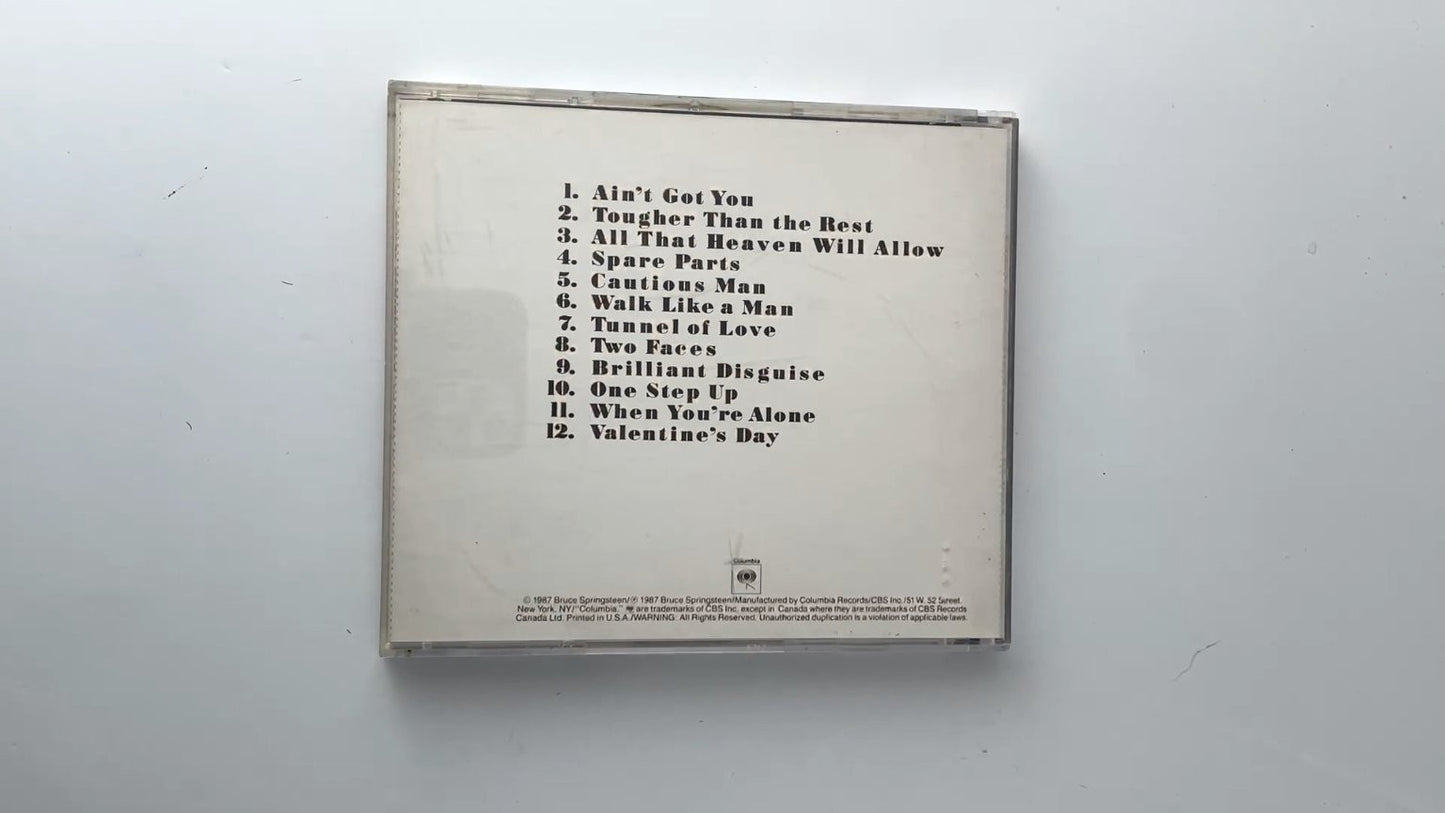 1. Ain't Got You
2. Tougher Than the Rest
3. All That Heaven Will Allow
4. Spare Parts
5. Cautious Man
6. Walk Like a Man
7. Tunnel of Love
8. Two Faces
9. Brilliant Disguise
10. One Step Up
11. When You're Alone
12. Valentine's Day
Columbia
© 1987 Bruce Springsteen/℗ 1987 Bruce Springsteen/Manufactured by Columbia Records/CBS Inc./51 W. 52 Street,
New York, NY/"Columbia," are trademarks of CBS Inc. except in Canada where they are trademarks of CBS Records
Canada Ltd. Printed in U.S.A./WARNING: All Rights Reserved. Unauthorized duplication is a violation of applicable laws.